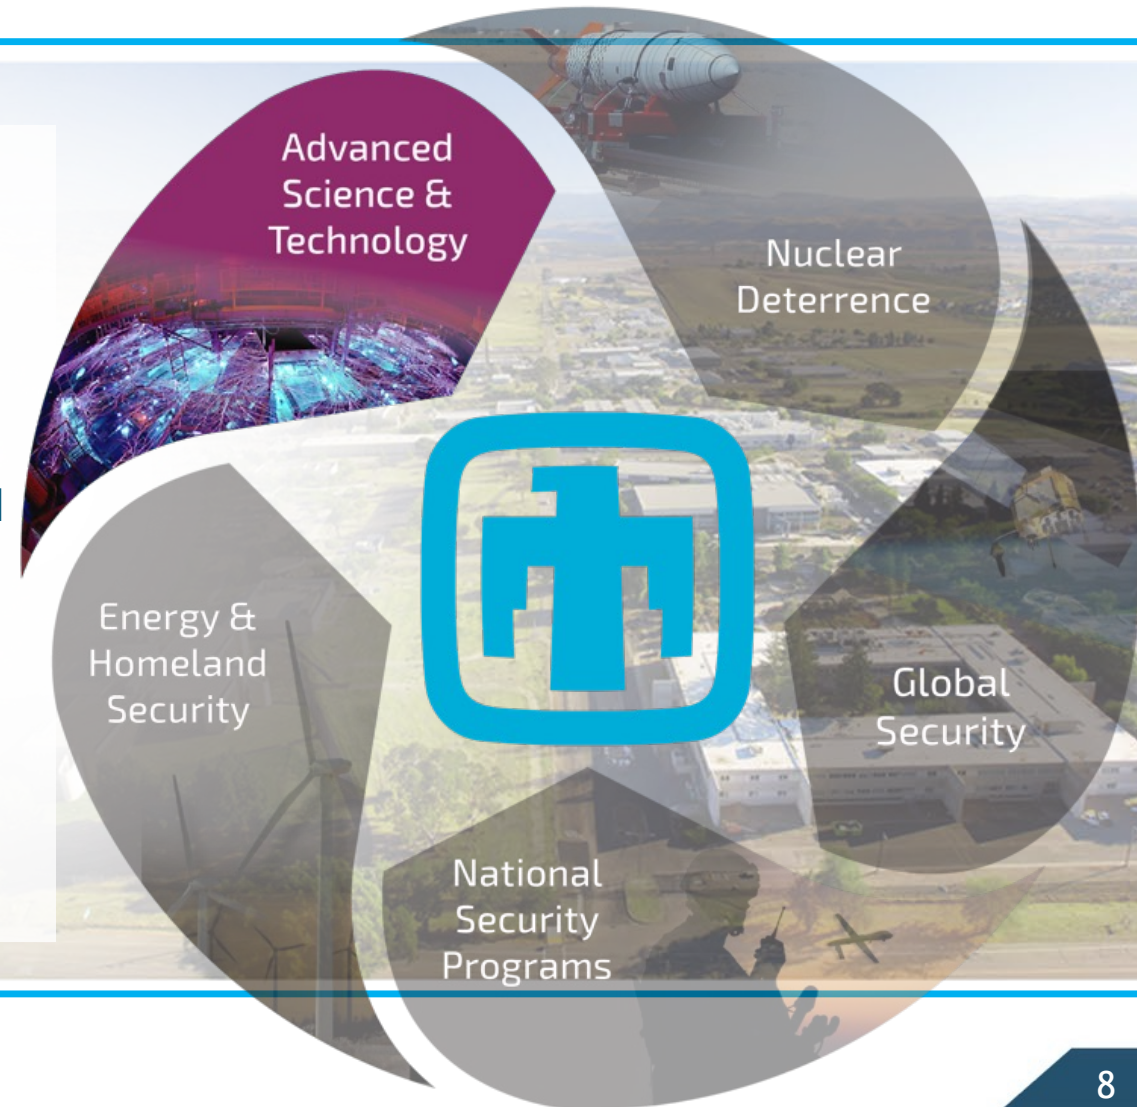 Advanced
Science &
Technology
Nuclear
Deterrence
Energy &
Homeland
Security
Global
Security
National
Security
Programs
8